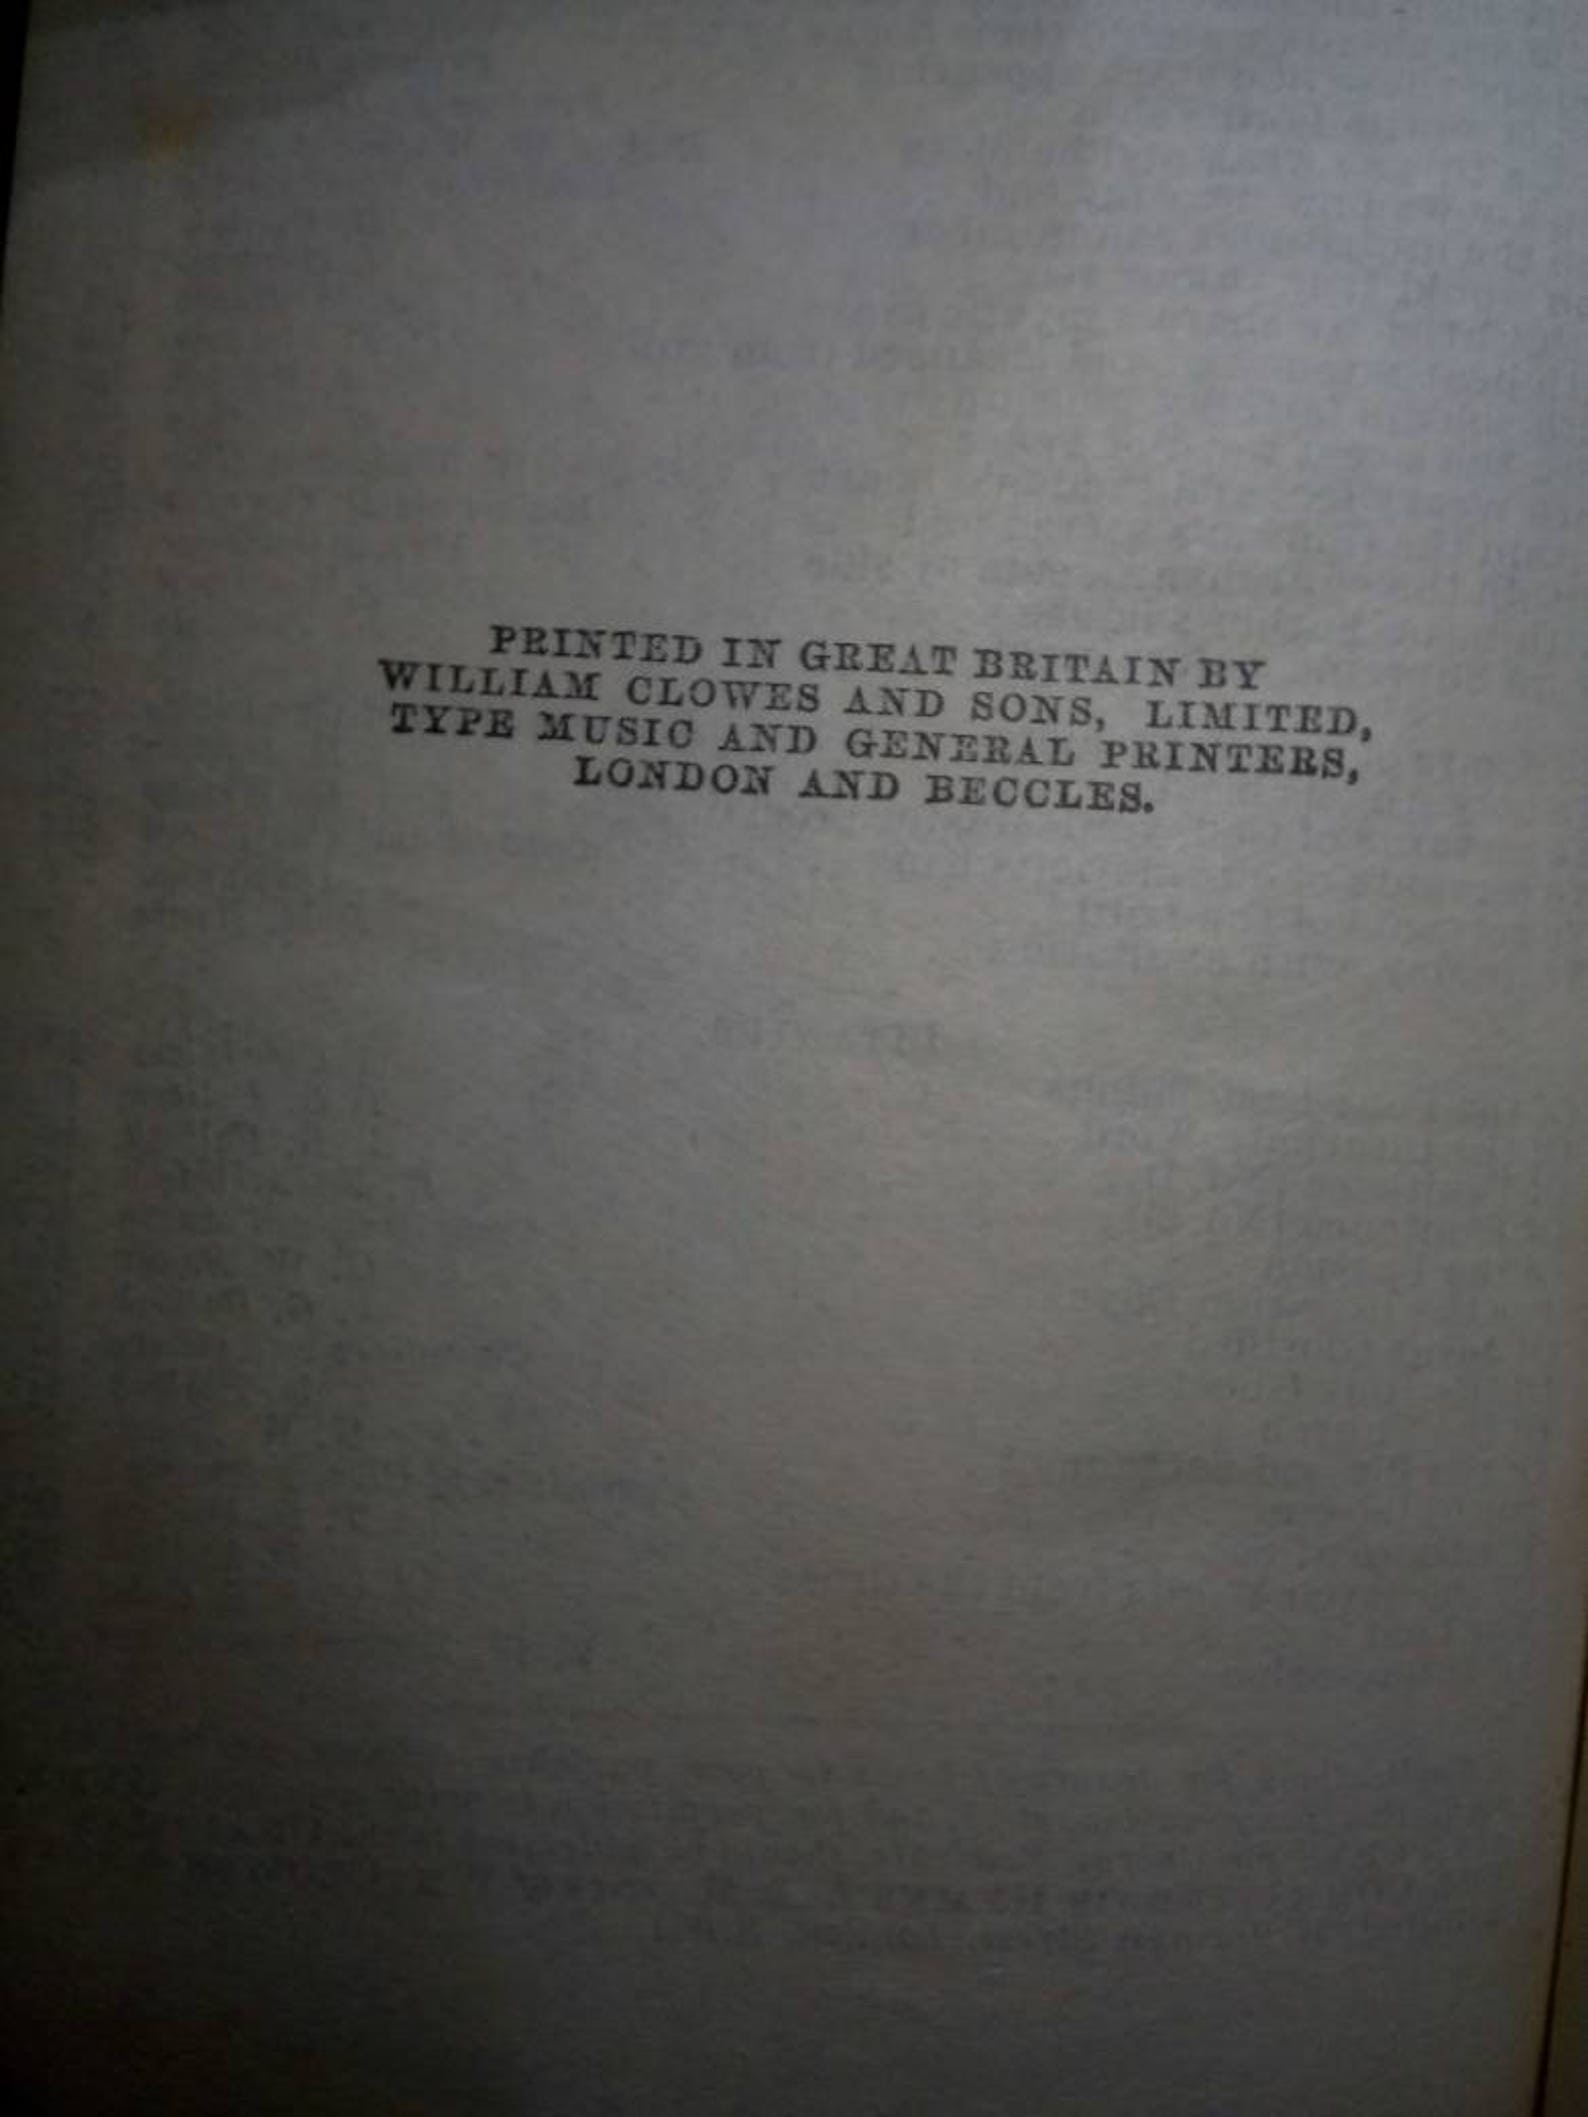 PRINTED IN GREAT BRITAIN BY
WILLIAM CLOWES AND SONS, LIMITED,
TYPE MUSIC AND GENERAL PRINTERS,
LONDON AND BECCLES.